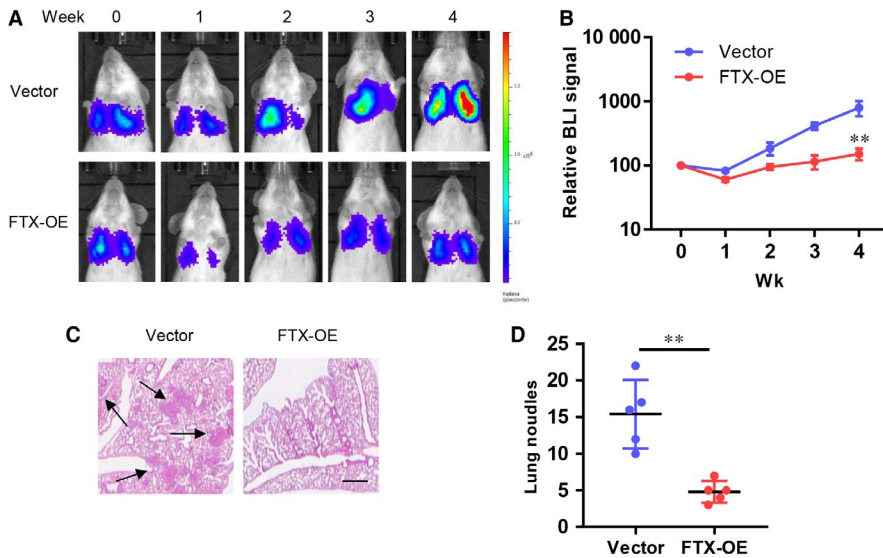 A
Week 0 1 2 3 4
Vector
FTX-OE
B
Relative BLI signal
10 000
1000
100
10
Vector
FTX-OE
**
0 1 2 3 4
Wk
C
Vector FTX-OE
D
Lung noudies
25
20
15
10
5
0
**
Vector FTX-OE